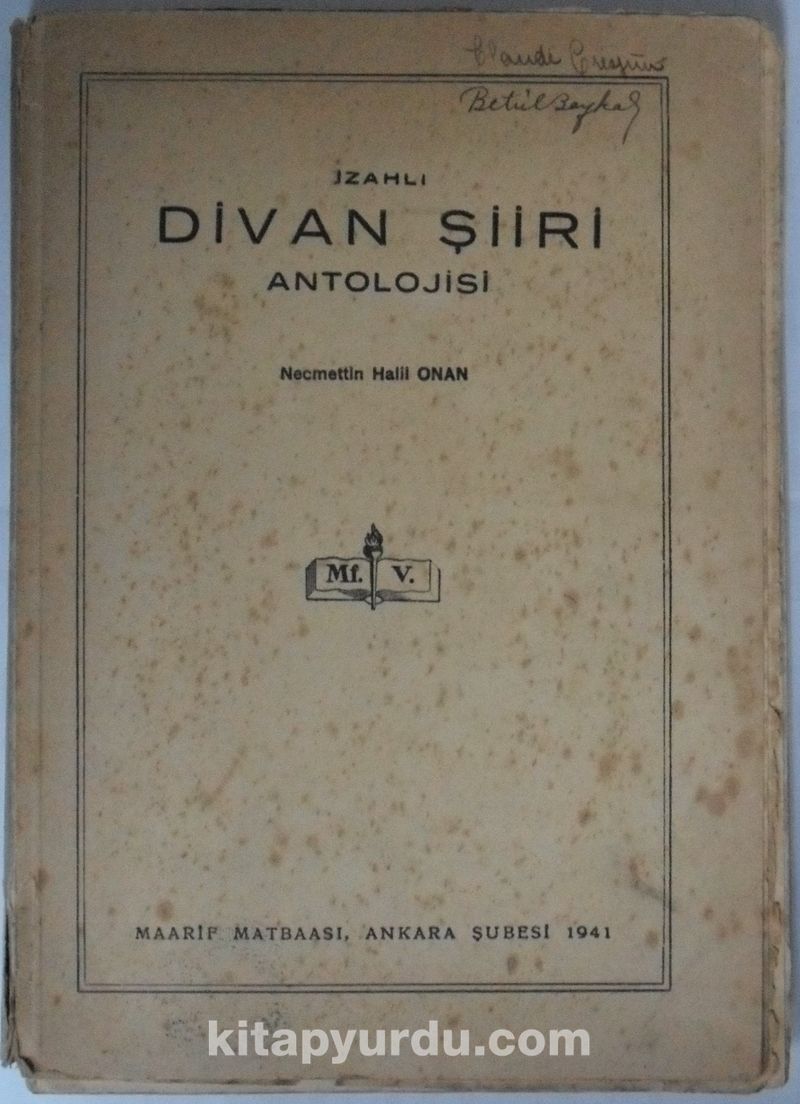 Betül Baykal
İZAHLI
DİVAN ŞİİRİ
ANTOLOJİSİ
Necmettin Halil ONAN
Mf. V.
MAARİF MATBAASI, ANKARA ŞUBESİ 1941
kitapyurdu.com